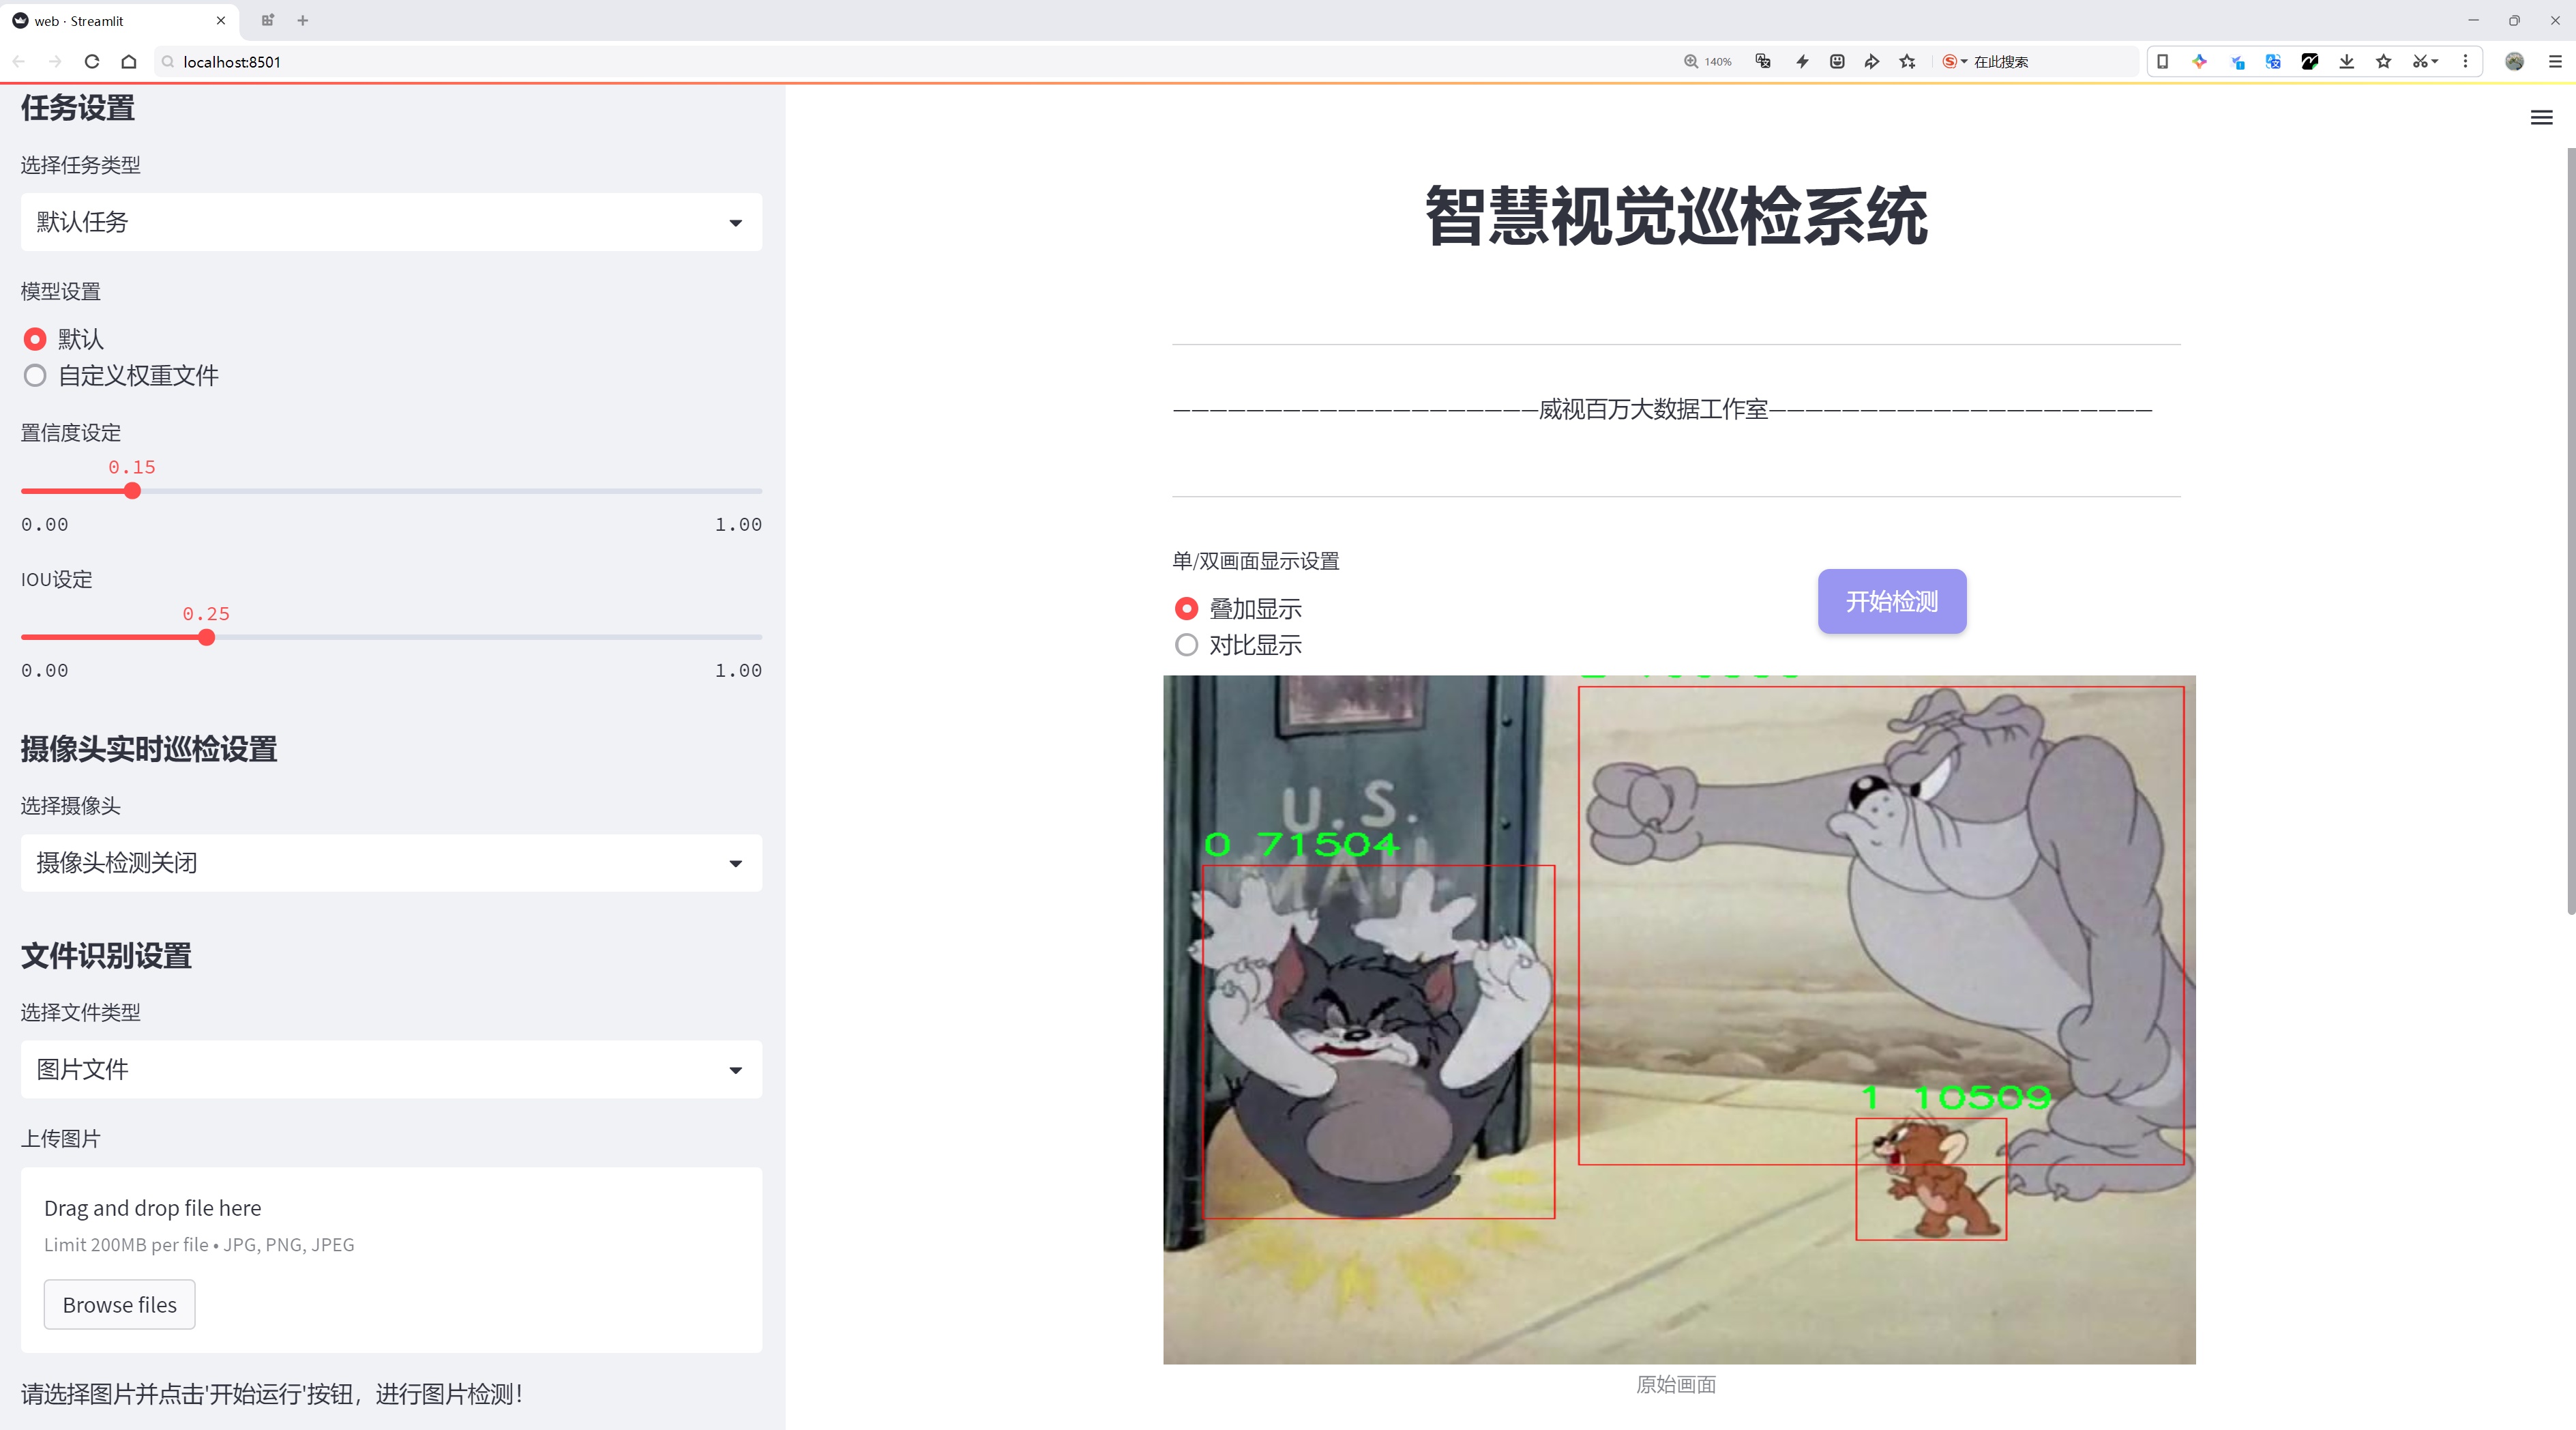 web · Streamlit
localhost:8501
140%
在此搜索
任务设置
选择任务类型
默认任务
模型设置
默认
自定义权重文件
置信度设定
0.15
0.00 1.00
IOU设定
0.25
0.00 1.00
摄像头实时巡检设置
选择摄像头
摄像头检测关闭
文件识别设置
选择文件类型
图片文件
上传图片
Drag and drop file here
Limit 200MB per file • JPG, PNG, JPEG
Browse files
请选择图片并点击'开始运行'按钮，进行图片检测！
智慧视觉巡检系统
————————————————————威视百万大数据工作室—————————————————————
单/双画面显示设置
叠加显示
对比显示
开始检测
U.S.
MAIL
0 71504
1 10509
原始画面